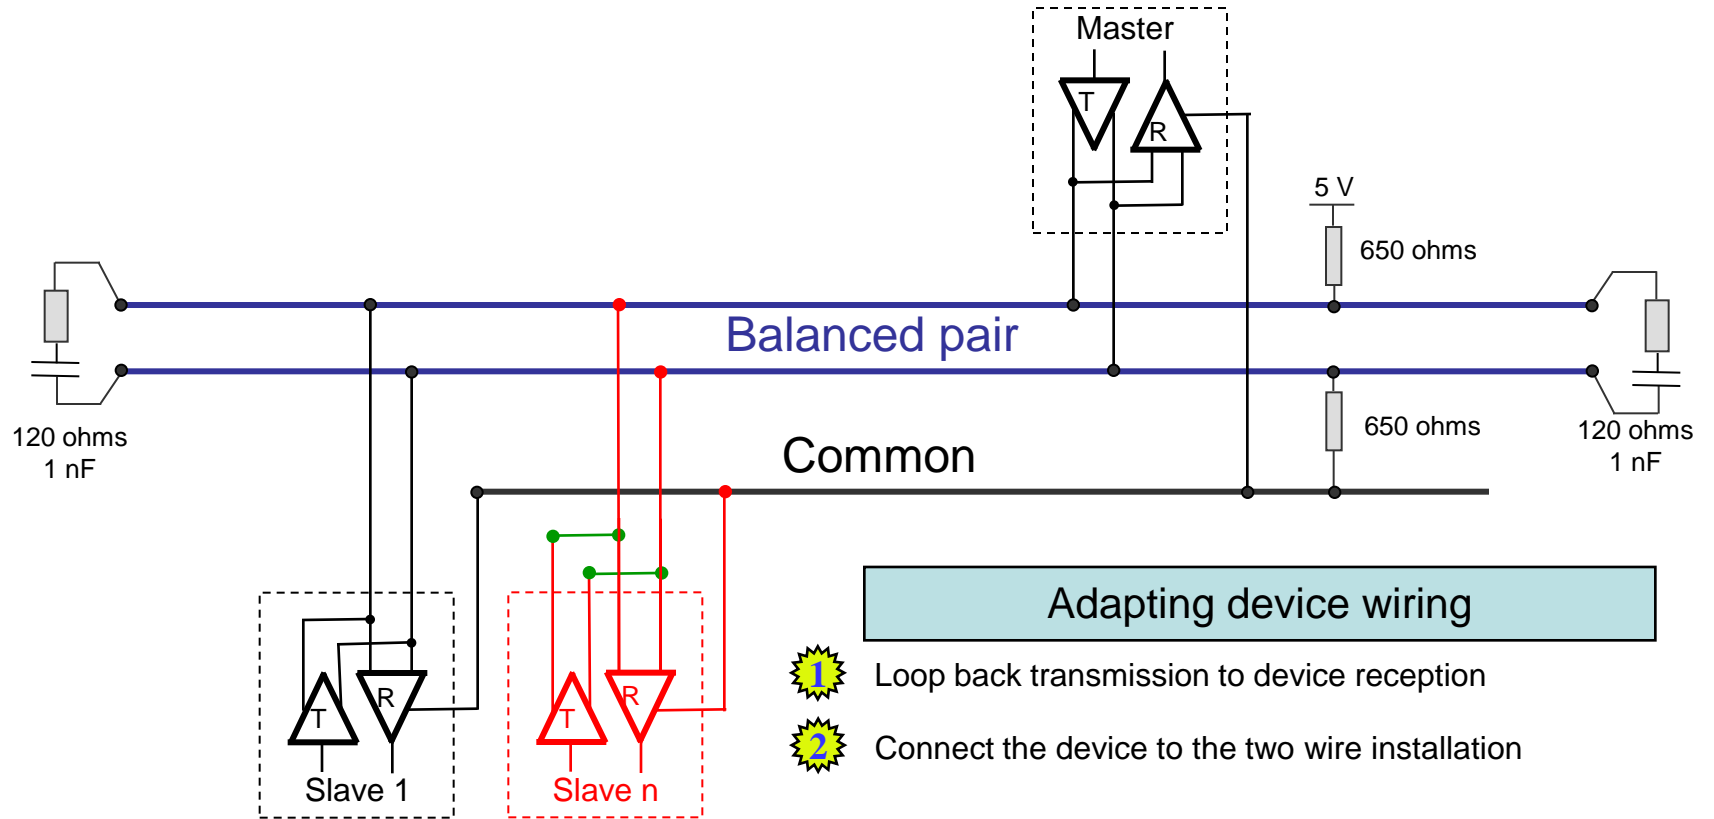 Master
T
R
5 V
650 ohms
Balanced pair
120 ohms
1 nF
650 ohms
120 ohms
1 nF
Common
Adapting device wiring
1 Loop back transmission to device reception
R
T
R
T
2 Connect the device to the two wire installation
Slave 1
Slave n